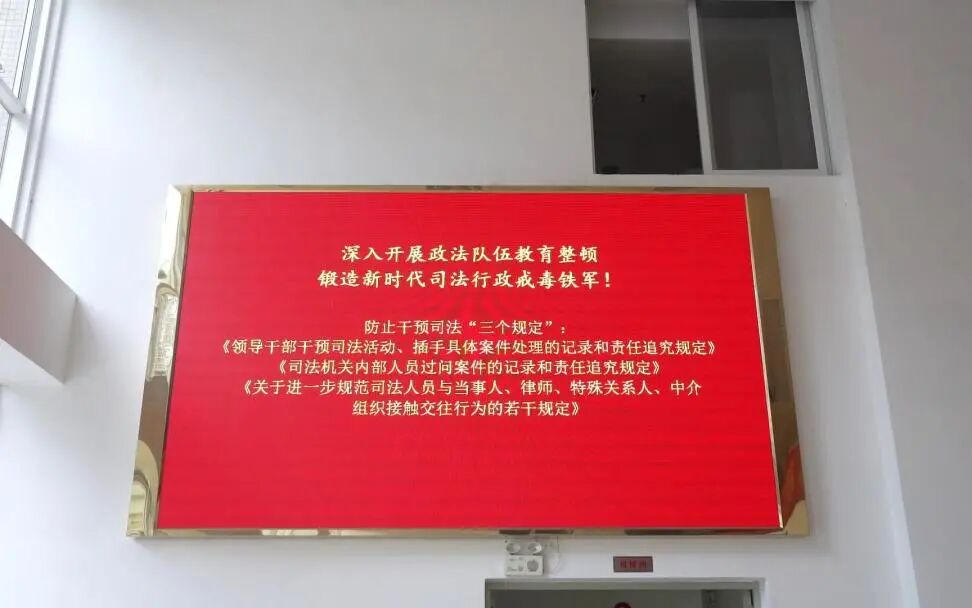 深入开展政法队伍教育整顿
锻造新时代司法行政戒毒铁军！
防止干预司法“三个规定”：
《领导干部干预司法活动、插手具体案件处理的记录和责任追究规定》
《司法机关内部人员过问案件的记录和责任追究规定》
《关于进一步规范司法人员与当事人、律师、特殊关系人、中介
组织接触交往行为的若干规定》